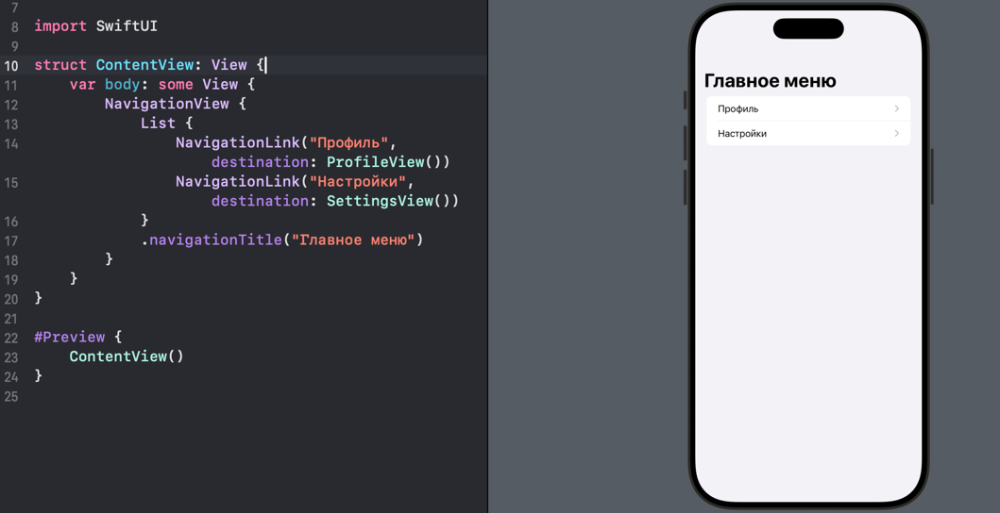 7
8 import SwiftUI
9
10 struct ContentView: View {
11 var body: some View {
12 NavigationView {
13 List {
14 NavigationLink("Профиль",
destination: ProfileView())
15 NavigationLink("Настройки",
destination: SettingsView())
16 }
17 .navigationTitle("Главное меню")
18 }
19 }
20 }
21
22 #Preview {
23 ContentView()
24 }
25
Главное меню
Профиль
Настройки